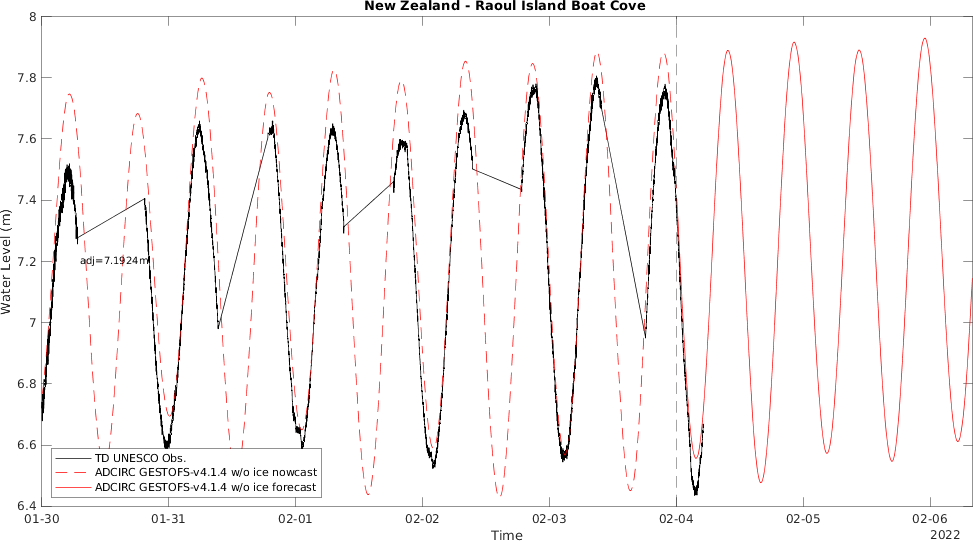 New Zealand - Raoul Island Boat Cove
8
7.8
7.6
7.4
7.2
7
6.8
6.6
6.4
Water Level (m)
adj=7.1924m
TD UNESCO Obs.
ADCIRC GESTOFS-v4.1.4 w/o ice nowcast
ADCIRC GESTOFS-v4.1.4 w/o ice forecast
01-30 01-31 02-01 02-02 02-03 02-04 02-05 02-06
Time
2022